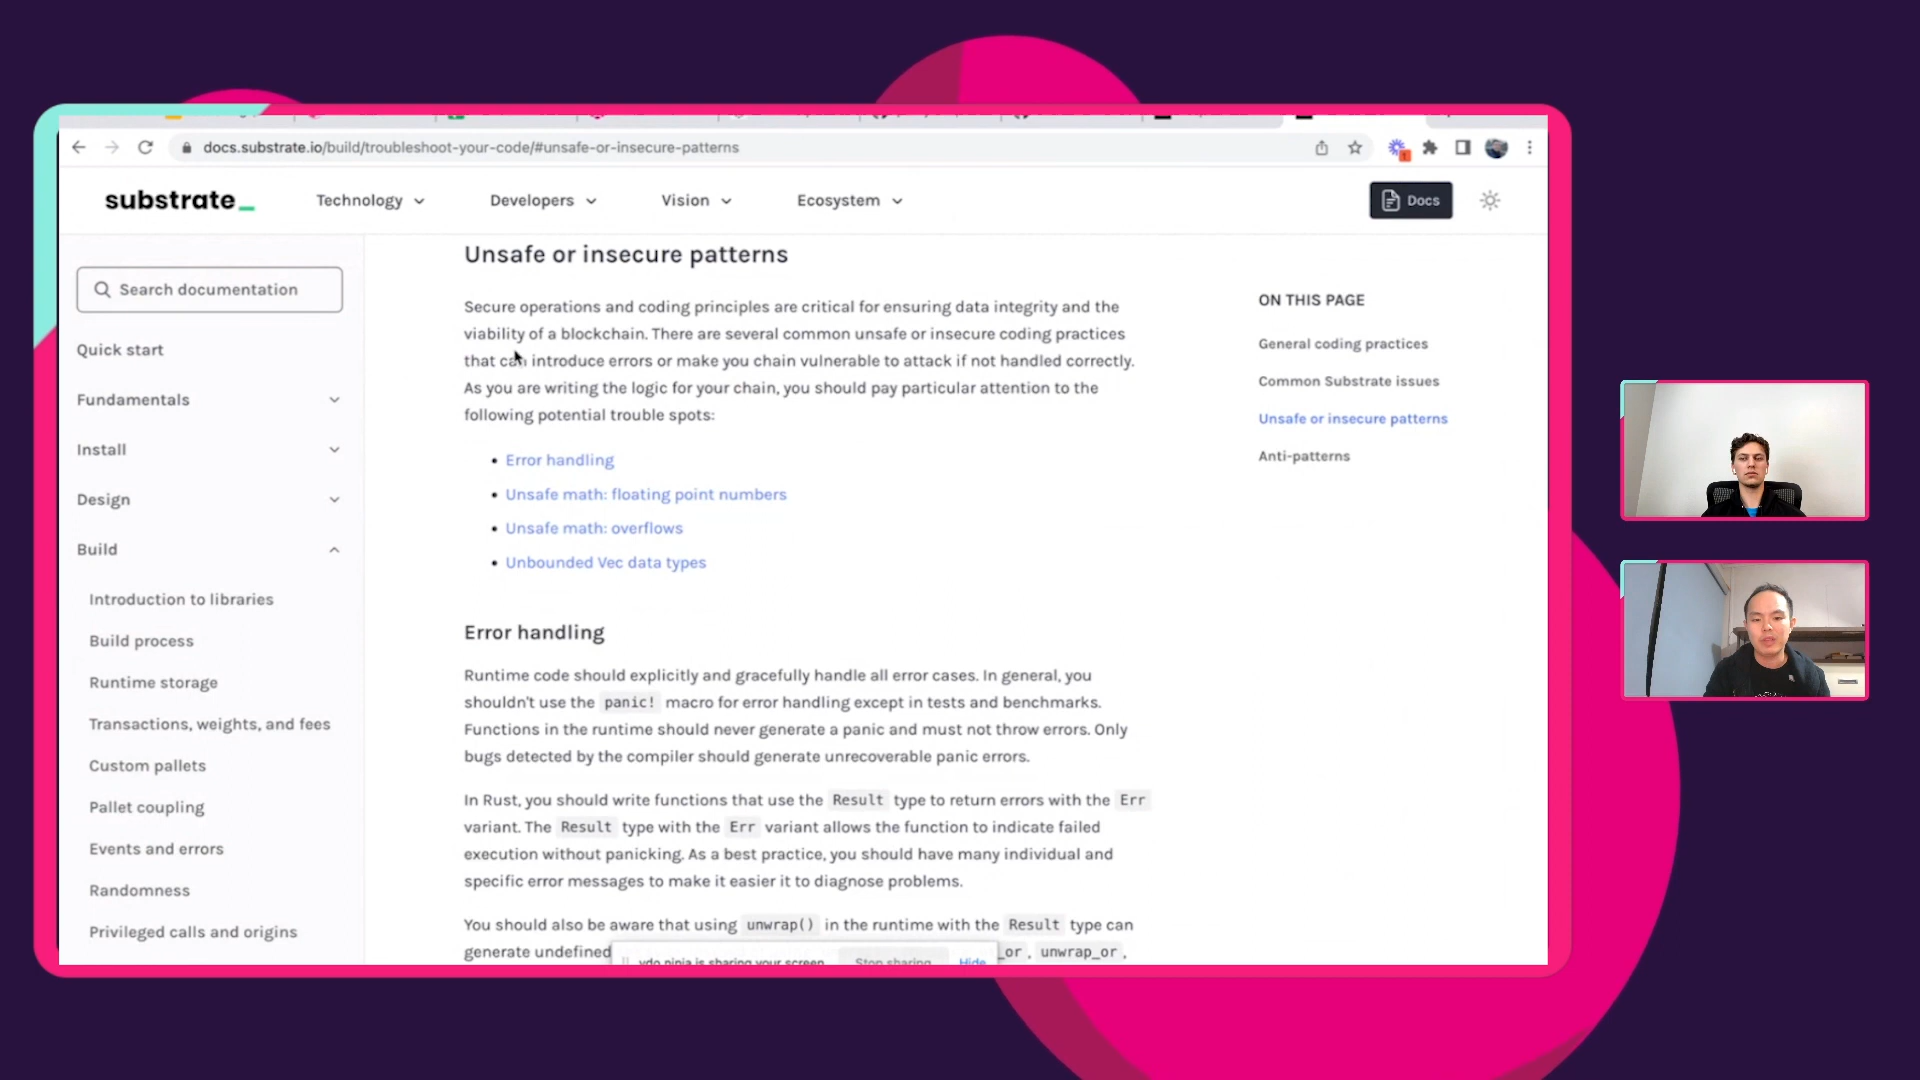 docs.substrate.io/build/troubleshoot-your-code/#unsafe-or-insecure-patterns
substrate_
Technology
Developers
Vision
Ecosystem
Docs
Search documentation
Quick start
Fundamentals
Install
Design
Build
Introduction to libraries
Build process
Runtime storage
Transactions, weights, and fees
Custom pallets
Pallet coupling
Events and errors
Randomness
Privileged calls and origins
Unsafe or insecure patterns
Secure operations and coding principles are critical for ensuring data integrity and the
viability of a blockchain. There are several common unsafe or insecure coding practices
that can introduce errors or make you chain vulnerable to attack if not handled correctly.
As you are writing the logic for your chain, you should pay particular attention to the
following potential trouble spots:
• Error handling
• Unsafe math: floating point numbers
• Unsafe math: overflows
• Unbounded Vec data types
Error handling
Runtime code should explicitly and gracefully handle all error cases. In general, you
shouldn't use the panic! macro for error handling except in tests and benchmarks.
Functions in the runtime should never generate a panic and must not throw errors. Only
bugs detected by the compiler should generate unrecoverable panic errors.
In Rust, you should write functions that use the Result type to return errors with the Err
variant. The Result type with the Err variant allows the function to indicate failed
execution without panicking. As a best practice, you should have many individual and
specific error messages to make it easier it to diagnose problems.
You should also be aware that using unwrap() in the runtime with the Result type can
generate undefined _or, unwrap_or,
vdo.ninja is sharing your screen. Stop sharing Hide
ON THIS PAGE
General coding practices
Common Substrate issues
Unsafe or insecure patterns
Anti-patterns